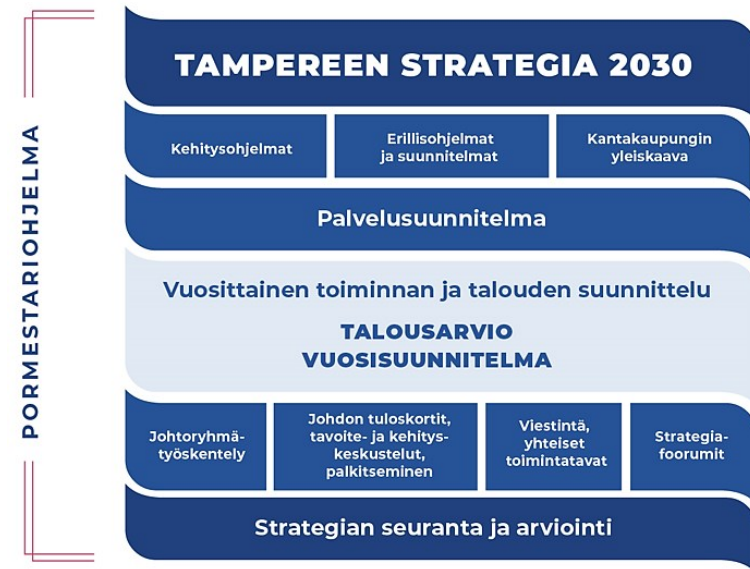 TAMPEREEN STRATEGIA 2030
PORMESTARIOHJELMA
Kehitysohjelmat
Erillisohjelmat
ja suunnitelmat
Kantakaupungin
yleiskaava
Palvelusuunnitelma
Vuosittainen toiminnan ja talouden suunnittelu
TALOUSARVIO
VUOSISUUNNITELMA
Johtoryhmä-
työskentely
Johdon tuloskortit,
tavoite- ja kehitys-
keskustelut,
palkitseminen
Viestintä,
yhteiset
toimintatavat
Strategia-
foorumit
Strategian seuranta ja arviointi